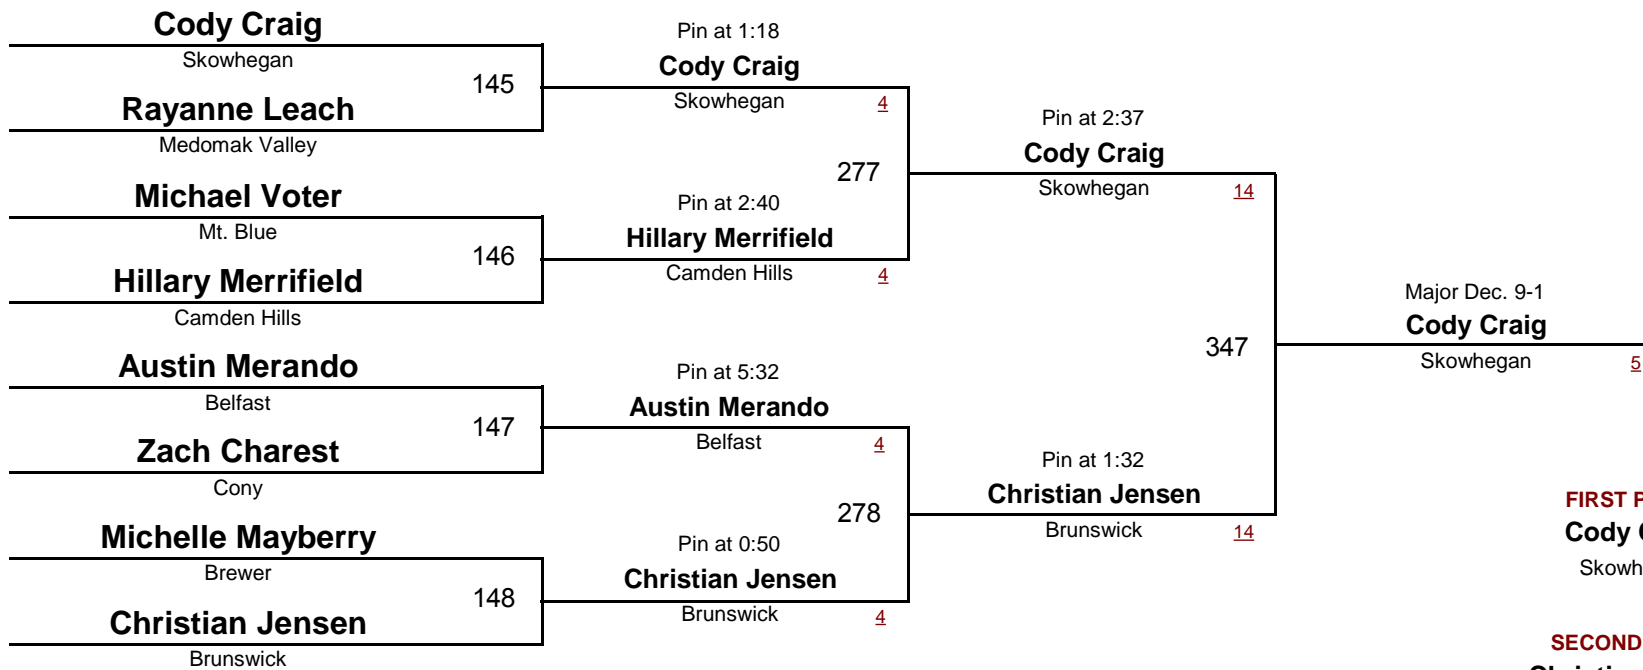 Cody Craig
Skowhegan
145
Rayanne Leach
Medomak Valley
Michael Voter
Mt. Blue
146
Hillary Merrifield
Camden Hills
Austin Merando
Belfast
147
Zach Charest
Cony
Michelle Mayberry
Brewer
148
Christian Jensen
Brunswick
Pin at 1:18
Cody Craig
Skowhegan 4
277
Pin at 2:40
Hillary Merrifield
Camden Hills 4
Pin at 5:32
Austin Merando
Belfast 4
278
Pin at 0:50
Christian Jensen
Brunswick 4
Pin at 2:37
Cody Craig
Skowhegan 14
347
Pin at 1:32
Christian Jensen
Brunswick 14
Major Dec. 9-1
Cody Craig
Skowhegan 5
FIRST
Cody
Skowh
SECOND